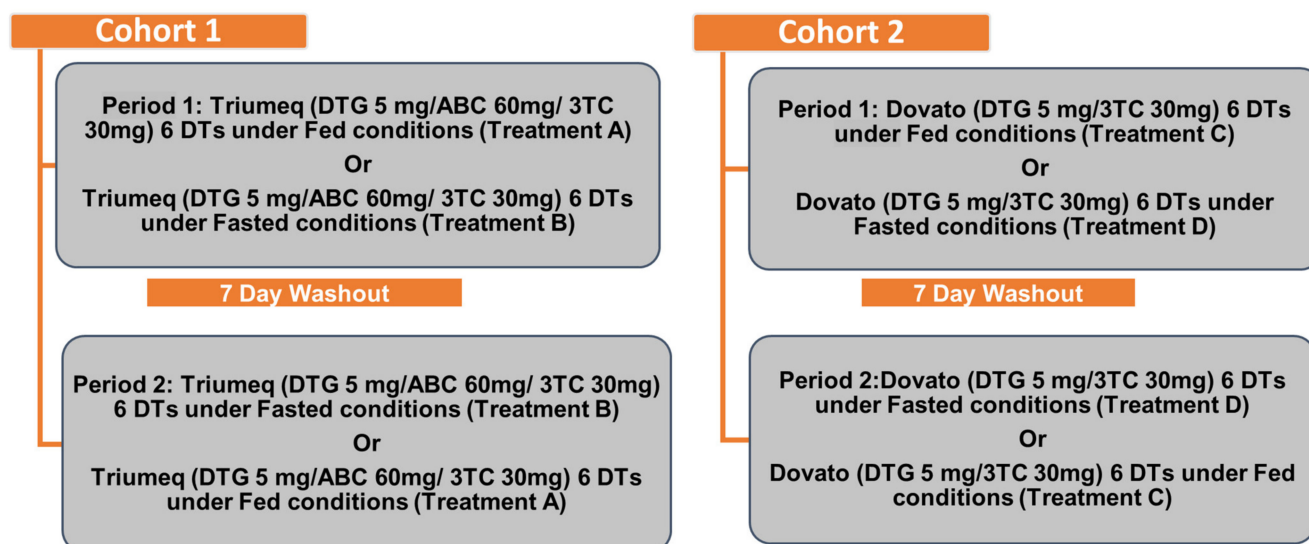 Cohort 1
Period 1: Triumeq (DTG 5 mg/ABC 60mg/ 3TC
30mg) 6 DTs under Fed conditions (Treatment A)
Or
Triumeq (DTG 5 mg/ABC 60mg/ 3TC 30mg) 6 DTs
under Fasted conditions (Treatment B)
7 Day Washout
Period 2: Triumeq (DTG 5 mg/ABC 60mg/ 3TC 30mg)
6 DTs under Fasted conditions (Treatment B)
Or
Triumeq (DTG 5 mg/ABC 60mg/ 3TC 30mg) 6 DTs
under Fed conditions (Treatment A)
Cohort 2
Period 1: Dovato (DTG 5 mg/3TC 30mg) 6 DTs
under Fed conditions (Treatment C)
Or
Dovato (DTG 5 mg/3TC 30mg) 6 DTs under
Fasted conditions (Treatment D)
7 Day Washout
Period 2:Dovato (DTG 5 mg/3TC 30mg) 6 DTs
under Fasted conditions (Treatment D)
Or
Dovato (DTG 5 mg/3TC 30mg) 6 DTs under Fed
conditions (Treatment C)